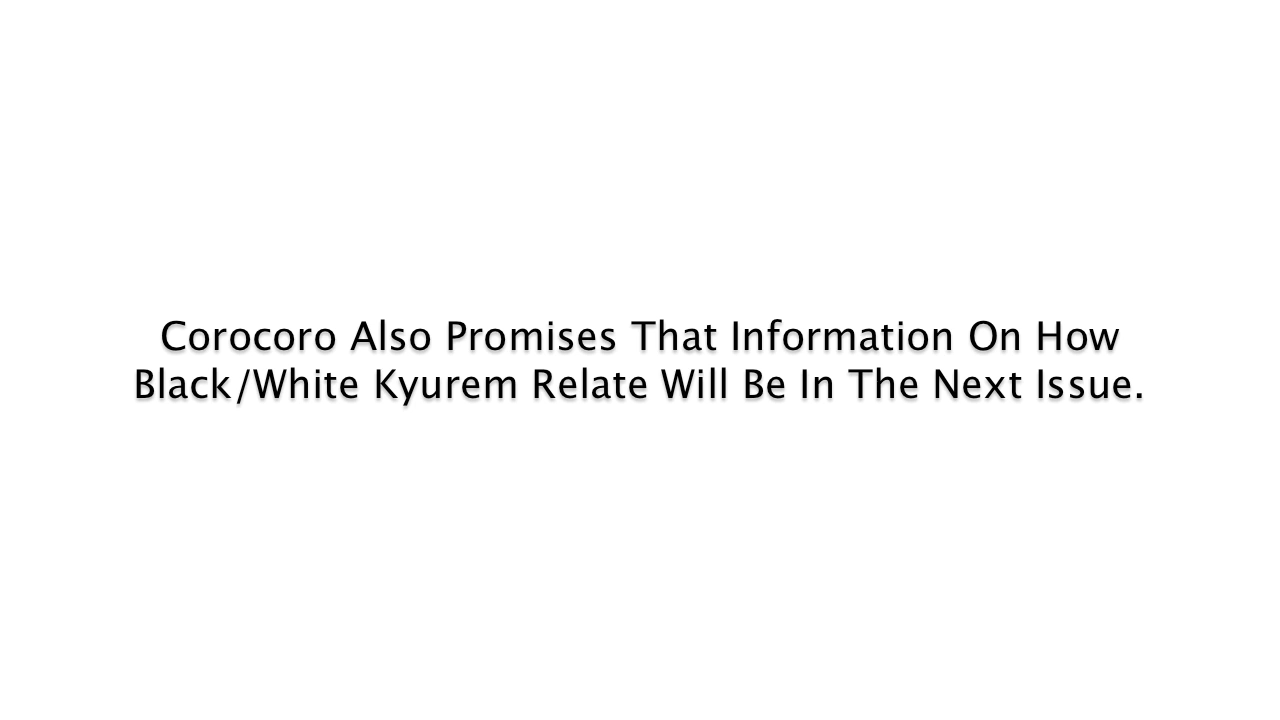 Corocoro Also Promises That Information On How
Black/White Kyurem Relate Will Be In The Next Issue.